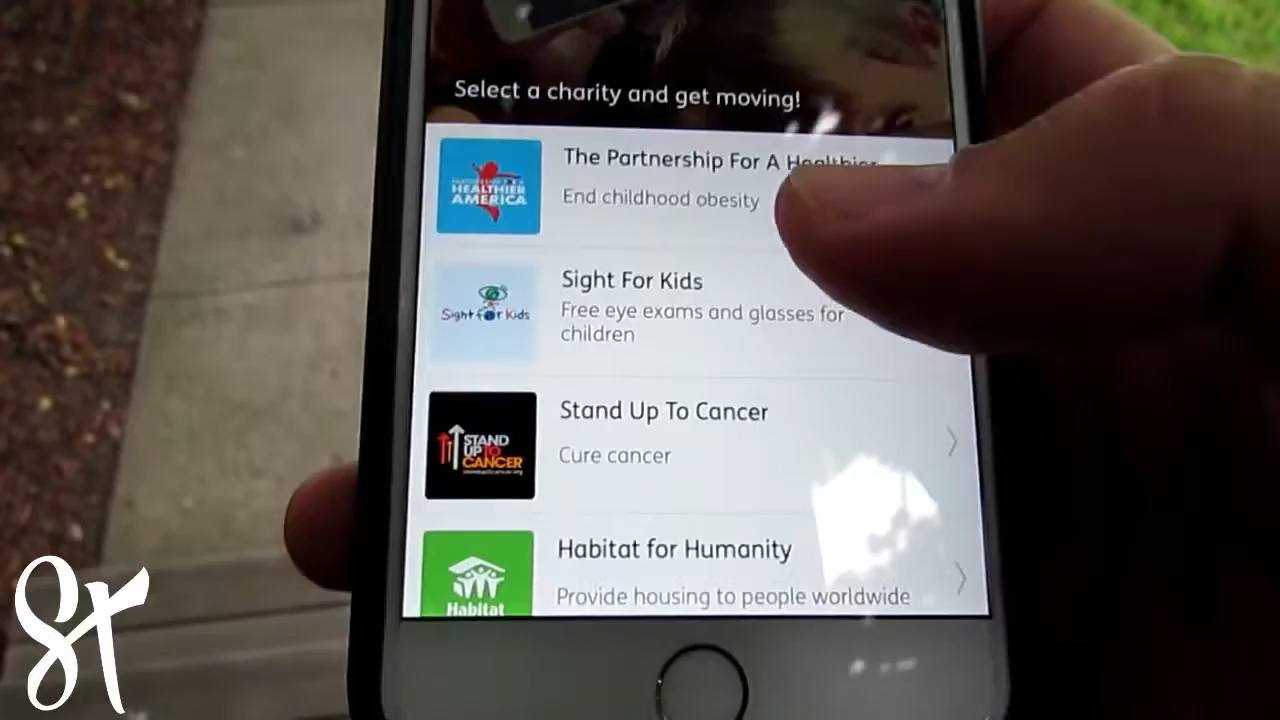 Select a charity and get moving!
The Partnership For A Healthier
HEALTHIER
AMERICA
End childhood obesity
Sight For Kids
Sight for Kids
Free eye exams and glasses for
children
Stand Up To Cancer
STAND
UP TO
CANCER
Cure cancer
Habitat for Humanity
Habitat
Provide housing to people worldwide
ST